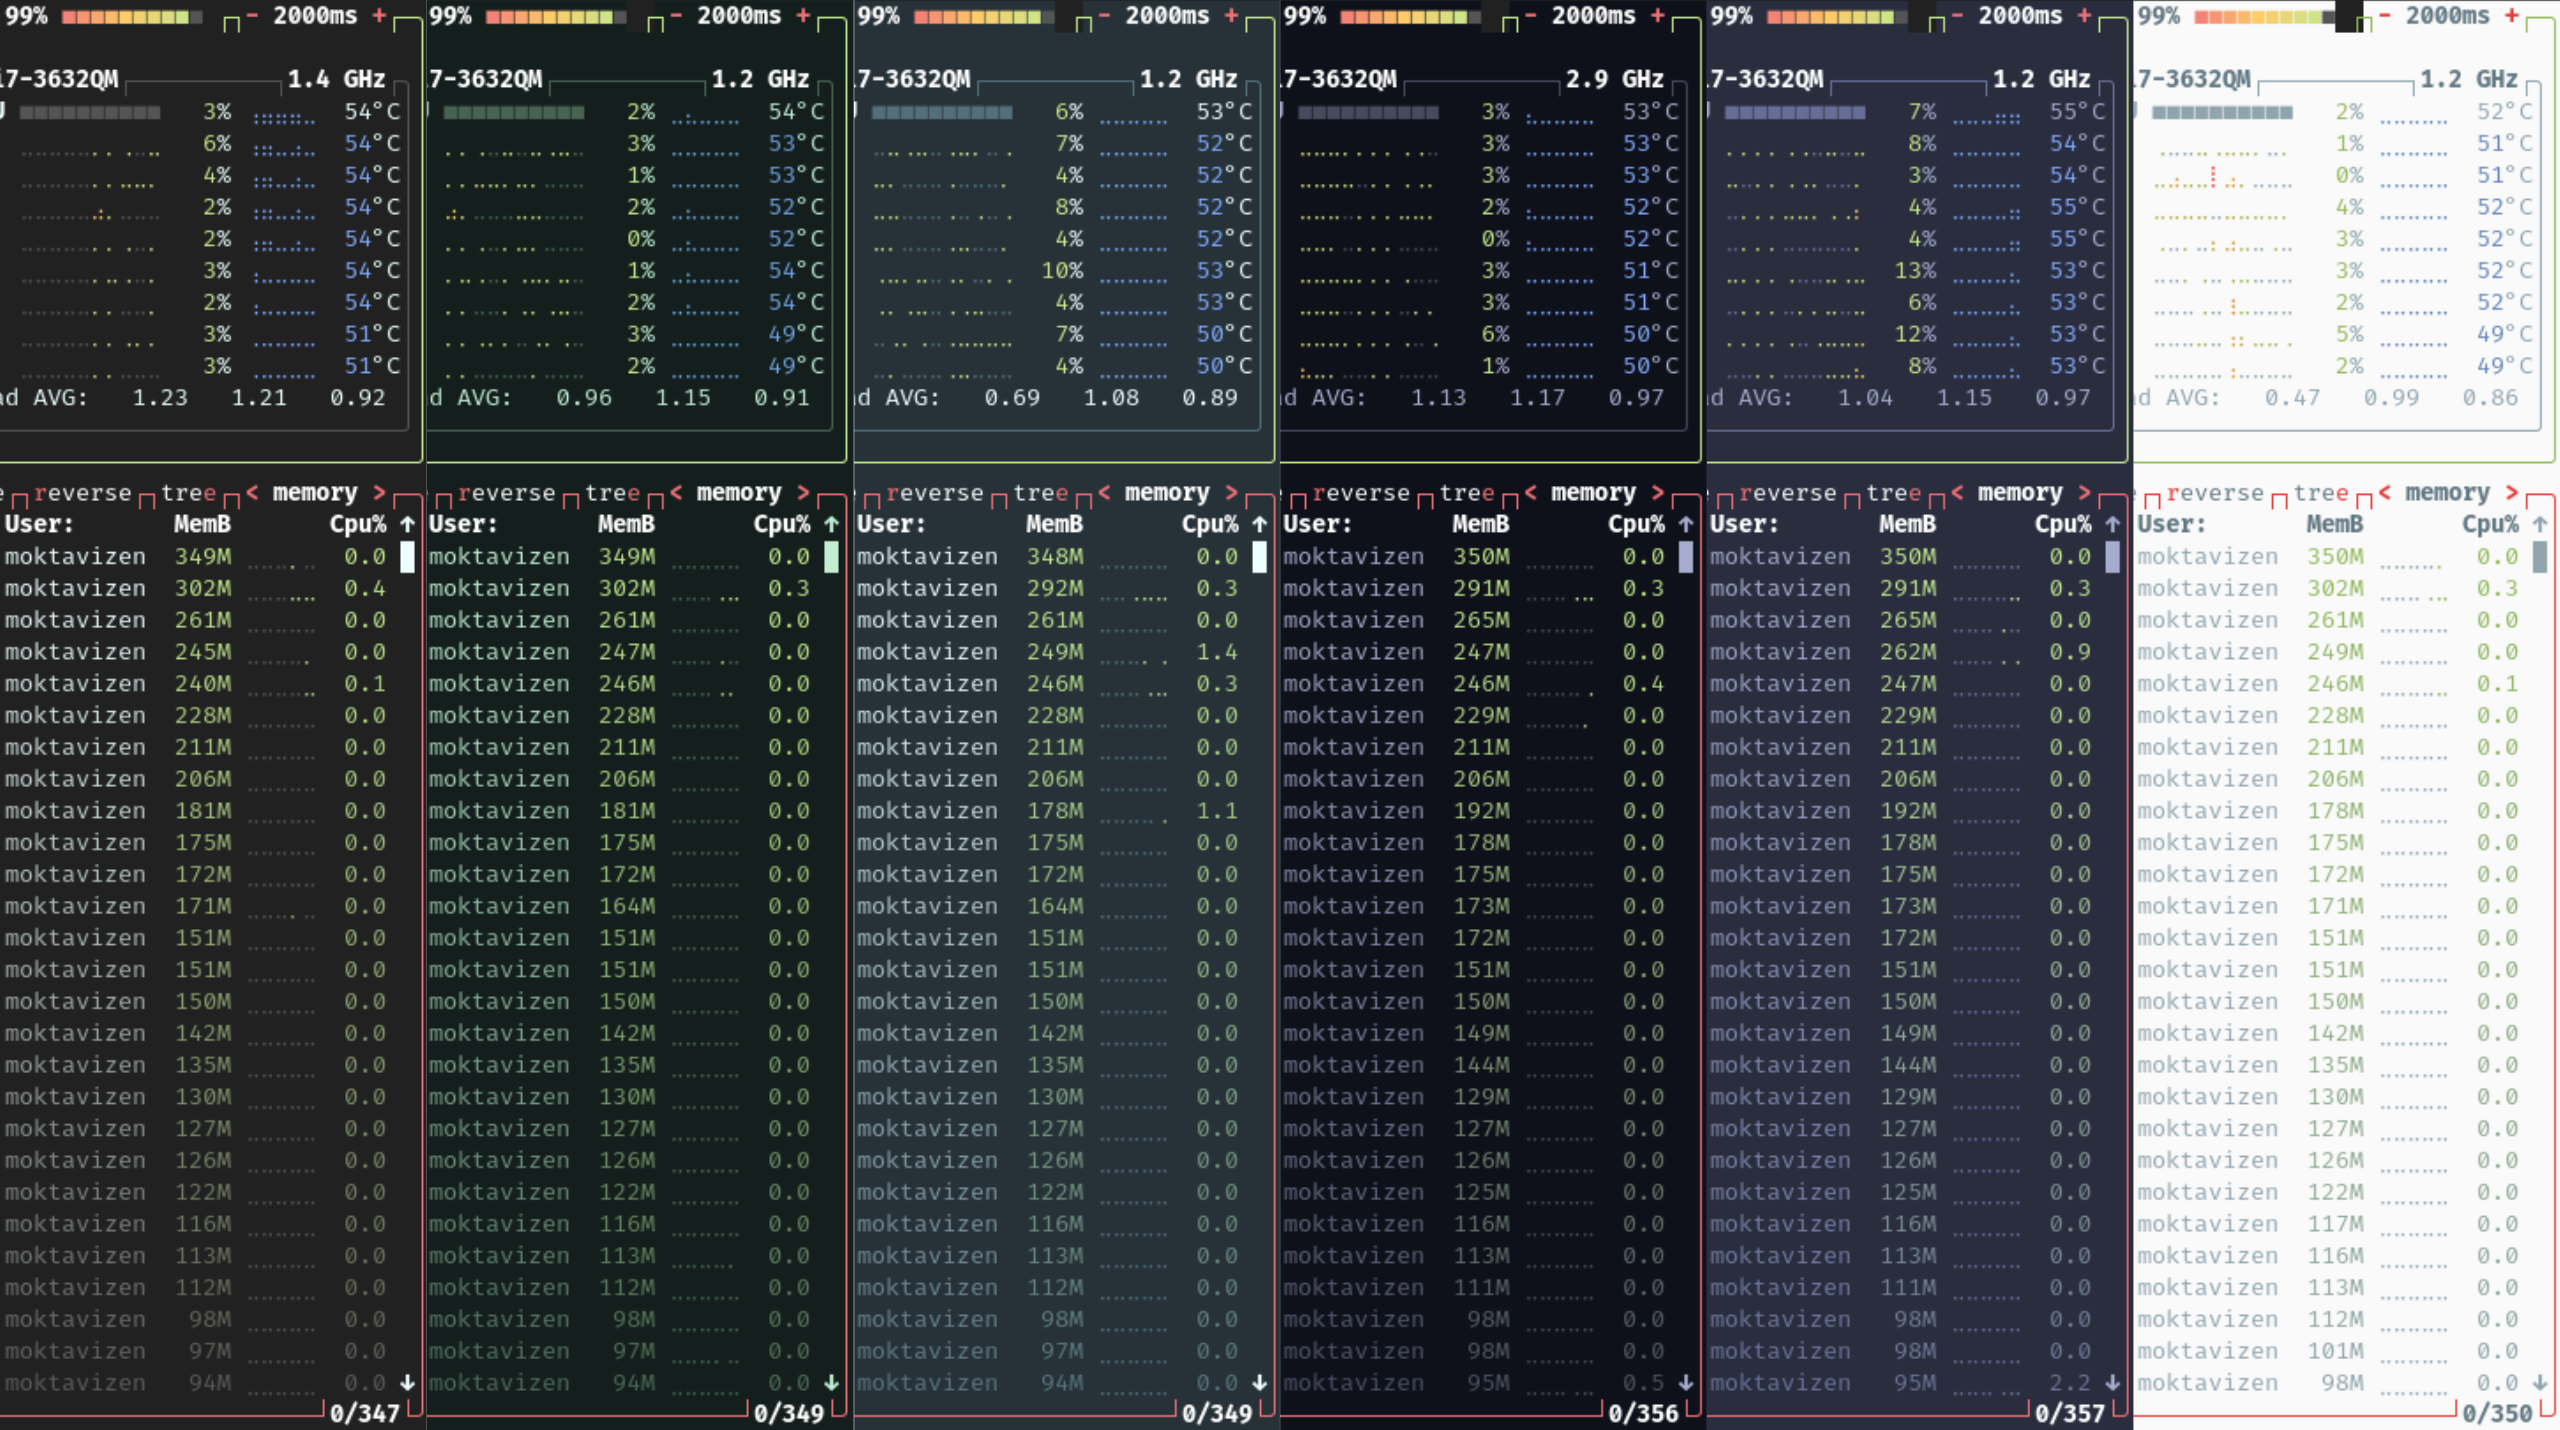 99% - 2000ms + 99% - 2000ms + 99% - 2000ms + 99% - 2000ms + 99% - 2000ms + 99% - 2000ms +
i7-3632QM 1.4 GHz 7-3632QM 1.2 GHz 7-3632QM 1.2 GHz 7-3632QM 2.9 GHz 7-3632QM 1.2 GHz 7-3632QM 1.2 GHz
3% 54°C 2% 54°C 6% 53°C 3% 53°C 7% 55°C 2% 52°C
6% 54°C 3% 53°C 7% 52°C 3% 53°C 8% 54°C 1% 51°C
4% 54°C 1% 53°C 4% 52°C 3% 53°C 3% 54°C 0% 51°C
2% 54°C 2% 52°C 8% 52°C 2% 52°C 4% 55°C 4% 52°C
2% 54°C 0% 52°C 4% 52°C 0% 52°C 4% 55°C 3% 52°C
3% 54°C 1% 54°C 10% 53°C 3% 51°C 13% 53°C 3% 52°C
2% 54°C 2% 54°C 4% 53°C 3% 51°C 6% 53°C 2% 52°C
3% 51°C 3% 49°C 7% 50°C 6% 50°C 12% 53°C 5% 49°C
3% 51°C 2% 49°C 4% 50°C 1% 50°C 8% 53°C 2% 49°C
ad AVG: 1.23 1.21 0.92 d AVG: 0.96 1.15 0.91 ad AVG: 0.69 1.08 0.89 ad AVG: 1.13 1.17 0.97 ad AVG: 1.04 1.15 0.97 d AVG: 0.47 0.99 0.86
e reverse tree < memory > reverse tree < memory > reverse tree < memory > reverse tree < memory > reverse tree < memory > reverse tree < memory >
User: MemB Cpu% ↑ User: MemB Cpu% ↑ User: MemB Cpu% ↑ User: MemB Cpu% ↑ User: MemB Cpu% ↑ User: MemB Cpu% ↑
moktavizen 349M 0.0 moktavizen 349M 0.0 moktavizen 348M 0.0 moktavizen 350M 0.0 moktavizen 350M 0.0 moktavizen 350M 0.0
moktavizen 302M 0.4 moktavizen 302M 0.3 moktavizen 292M 0.3 moktavizen 291M 0.3 moktavizen 291M 0.3 moktavizen 302M 0.3
moktavizen 261M 0.0 moktavizen 261M 0.0 moktavizen 261M 0.0 moktavizen 265M 0.0 moktavizen 265M 0.0 moktavizen 261M 0.0
moktavizen 245M 0.0 moktavizen 247M 0.0 moktavizen 249M 1.4 moktavizen 247M 0.0 moktavizen 262M 0.9 moktavizen 249M 0.0
moktavizen 240M 0.1 moktavizen 246M 0.0 moktavizen 246M 0.3 moktavizen 246M 0.4 moktavizen 247M 0.0 moktavizen 246M 0.1
moktavizen 228M 0.0 moktavizen 228M 0.0 moktavizen 228M 0.0 moktavizen 229M 0.0 moktavizen 229M 0.0 moktavizen 228M 0.0
moktavizen 211M 0.0 moktavizen 211M 0.0 moktavizen 211M 0.0 moktavizen 211M 0.0 moktavizen 211M 0.0 moktavizen 211M 0.0
moktavizen 206M 0.0 moktavizen 206M 0.0 moktavizen 206M 0.0 moktavizen 206M 0.0 moktavizen 206M 0.0 moktavizen 206M 0.0
moktavizen 181M 0.0 moktavizen 181M 0.0 moktavizen 178M 1.1 moktavizen 192M 0.0 moktavizen 192M 0.0 moktavizen 178M 0.0
moktavizen 175M 0.0 moktavizen 175M 0.0 moktavizen 175M 0.0 moktavizen 178M 0.0 moktavizen 178M 0.0 moktavizen 175M 0.0
moktavizen 172M 0.0 moktavizen 172M 0.0 moktavizen 172M 0.0 moktavizen 175M 0.0 moktavizen 175M 0.0 moktavizen 172M 0.0
moktavizen 171M 0.0 moktavizen 164M 0.0 moktavizen 164M 0.0 moktavizen 173M 0.0 moktavizen 173M 0.0 moktavizen 171M 0.0
moktavizen 151M 0.0 moktavizen 151M 0.0 moktavizen 151M 0.0 moktavizen 172M 0.0 moktavizen 172M 0.0 moktavizen 151M 0.0
moktavizen 151M 0.0 moktavizen 151M 0.0 moktavizen 151M 0.0 moktavizen 151M 0.0 moktavizen 151M 0.0 moktavizen 151M 0.0
moktavizen 150M 0.0 moktavizen 150M 0.0 moktavizen 150M 0.0 moktavizen 150M 0.0 moktavizen 150M 0.0 moktavizen 150M 0.0
moktavizen 142M 0.0 moktavizen 142M 0.0 moktavizen 142M 0.0 moktavizen 149M 0.0 moktavizen 149M 0.0 moktavizen 142M 0.0
moktavizen 135M 0.0 moktavizen 135M 0.0 moktavizen 135M 0.0 moktavizen 144M 0.0 moktavizen 144M 0.0 moktavizen 135M 0.0
moktavizen 130M 0.0 moktavizen 130M 0.0 moktavizen 130M 0.0 moktavizen 129M 0.0 moktavizen 129M 0.0 moktavizen 130M 0.0
moktavizen 127M 0.0 moktavizen 127M 0.0 moktavizen 127M 0.0 moktavizen 127M 0.0 moktavizen 127M 0.0 moktavizen 127M 0.0
moktavizen 126M 0.0 moktavizen 126M 0.0 moktavizen 126M 0.0 moktavizen 126M 0.0 moktavizen 126M 0.0 moktavizen 126M 0.0
moktavizen 122M 0.0 moktavizen 122M 0.0 moktavizen 122M 0.0 moktavizen 125M 0.0 moktavizen 125M 0.0 moktavizen 122M 0.0
moktavizen 116M 0.0 moktavizen 116M 0.0 moktavizen 116M 0.0 moktavizen 116M 0.0 moktavizen 116M 0.0 moktavizen 117M 0.0
moktavizen 113M 0.0 moktavizen 113M 0.0 moktavizen 113M 0.0 moktavizen 113M 0.0 moktavizen 113M 0.0 moktavizen 116M 0.0
moktavizen 112M 0.0 moktavizen 112M 0.0 moktavizen 112M 0.0 moktavizen 111M 0.0 moktavizen 111M 0.0 moktavizen 113M 0.0
moktavizen 98M 0.0 moktavizen 98M 0.0 moktavizen 98M 0.0 moktavizen 98M 0.0 moktavizen 98M 0.0 moktavizen 112M 0.0
moktavizen 97M 0.0 moktavizen 97M 0.0 moktavizen 97M 0.0 moktavizen 98M 0.0 moktavizen 98M 0.0 moktavizen 101M 0.0
moktavizen 94M 0.0 ↓ moktavizen 94M 0.0 ↓ moktavizen 94M 0.0 ↓ moktavizen 95M 0.5 ↓ moktavizen 95M 2.2 ↓ moktavizen 98M 0.0 ↓
0/347 0/349 0/349 0/356 0/357 0/350